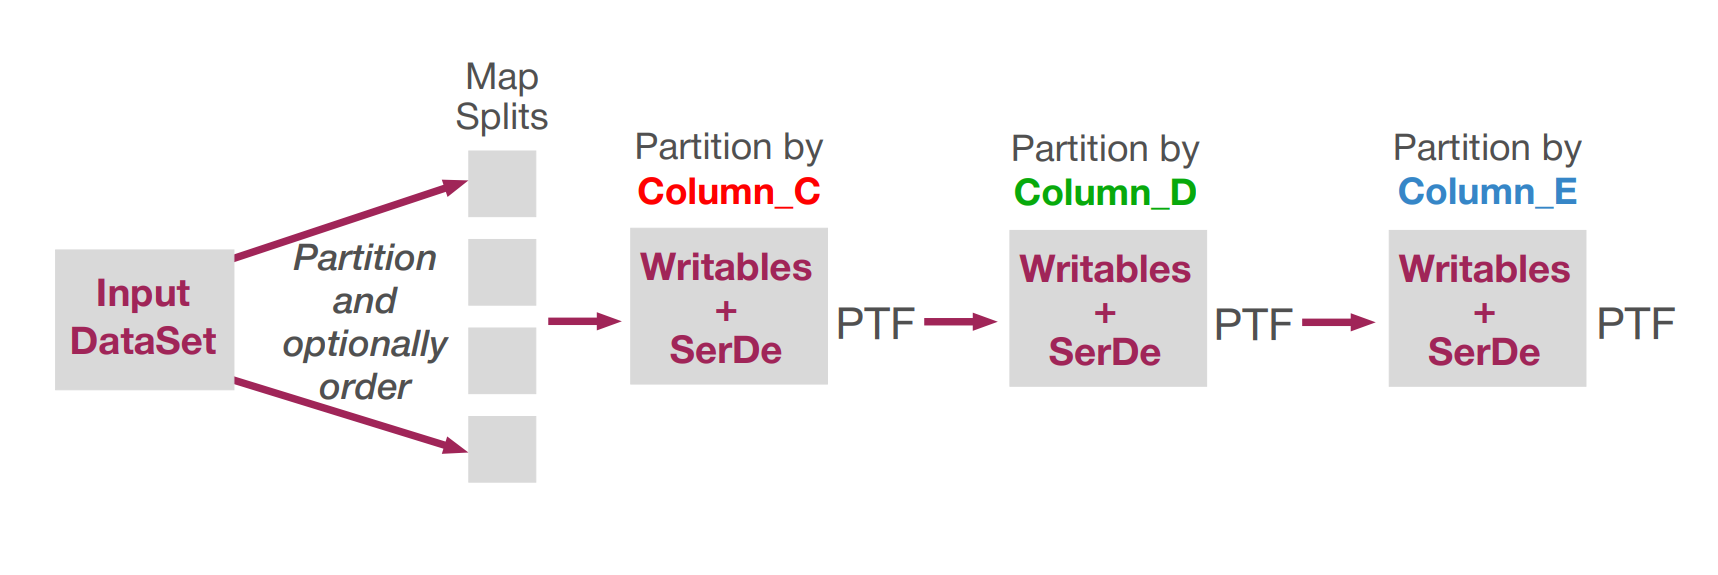 Input
DataSet
Partition
and
optionally
order
Map
Splits
Partition by
Column_C
Writables
+
SerDe
PTF
Partition by
Column_D
Writables
+
SerDe
PTF
Partition by
Column_E
Writables
+
SerDe
PTF